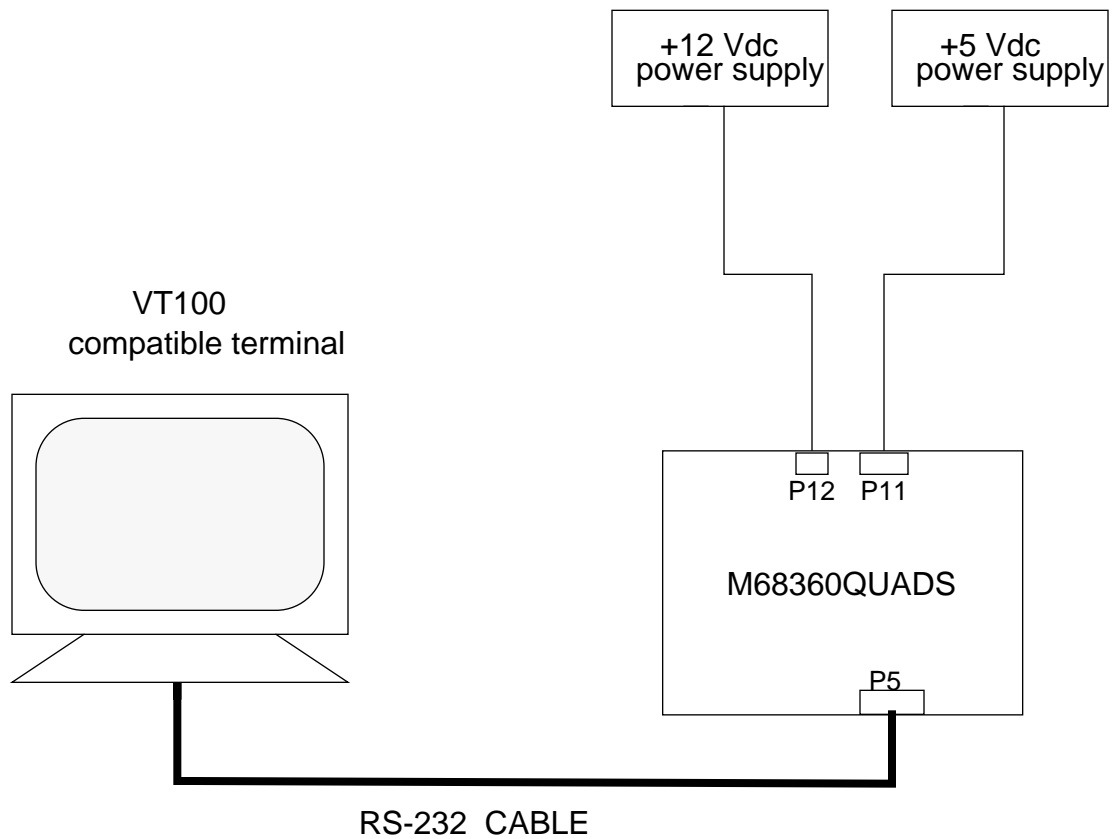 +12 Vdc
power supply
+5 Vdc
power supply
VT100
compatible terminal
P12
P11
M68360QUADS
P5
RS-232 CABLE